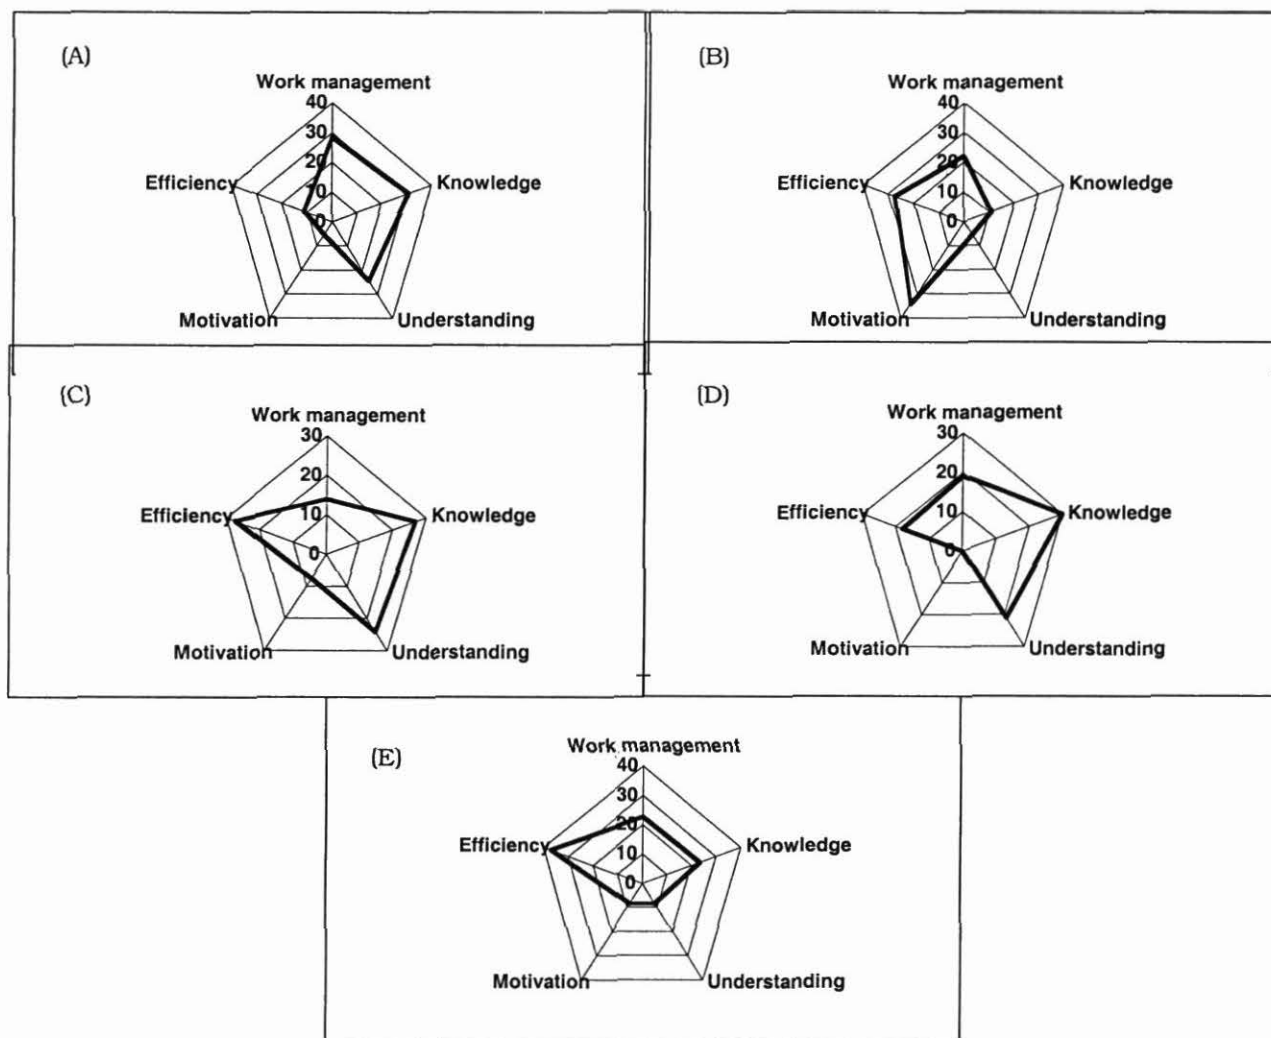 (A)
Work management
40
30
Efficiency
20
Knowledge
10
0
Motivation
Understanding
(B)
Work management
40
30
Efficiency
20
Knowledge
10
0
Motivation
Understanding
(C)
Work management
30
20
Efficiency
10
Knowledge
0
Motivation
Understanding
(D)
Work management
30
20
Efficiency
10
Knowledge
0
Motivation
Understanding
(E)
Work management
40
30
20
Efficiency
Knowledge
10
0
Motivation
Understanding